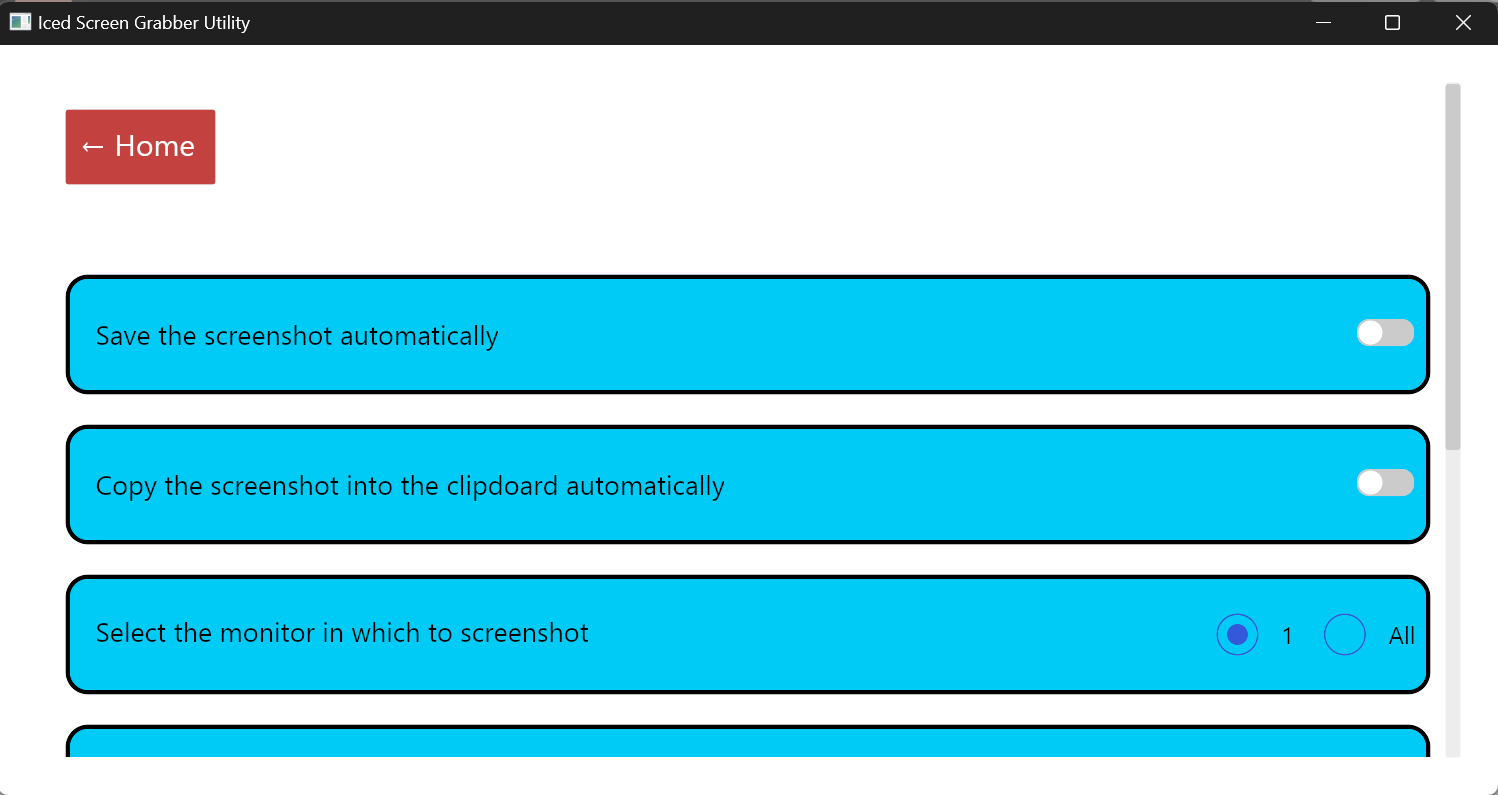 Iced Screen Grabber Utility
← Home
Save the screenshot automatically
Copy the screenshot into the clipdoard automatically
Select the monitor in which to screenshot 1 All